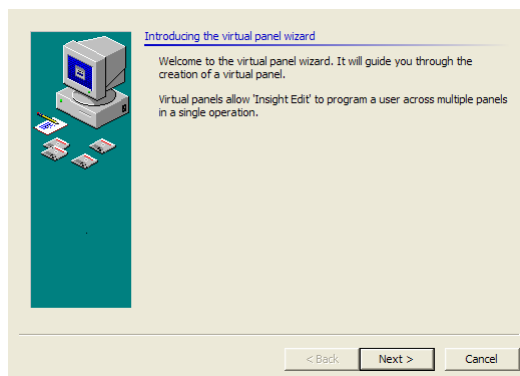 Introducing the virtual panel wizard
Welcome to the virtual panel wizard. It will guide you through the
creation of a virtual panel.
Virtual panels allow 'Insight Edit' to program a user across multiple panels
in a single operation.
< Back
Next >
Cancel